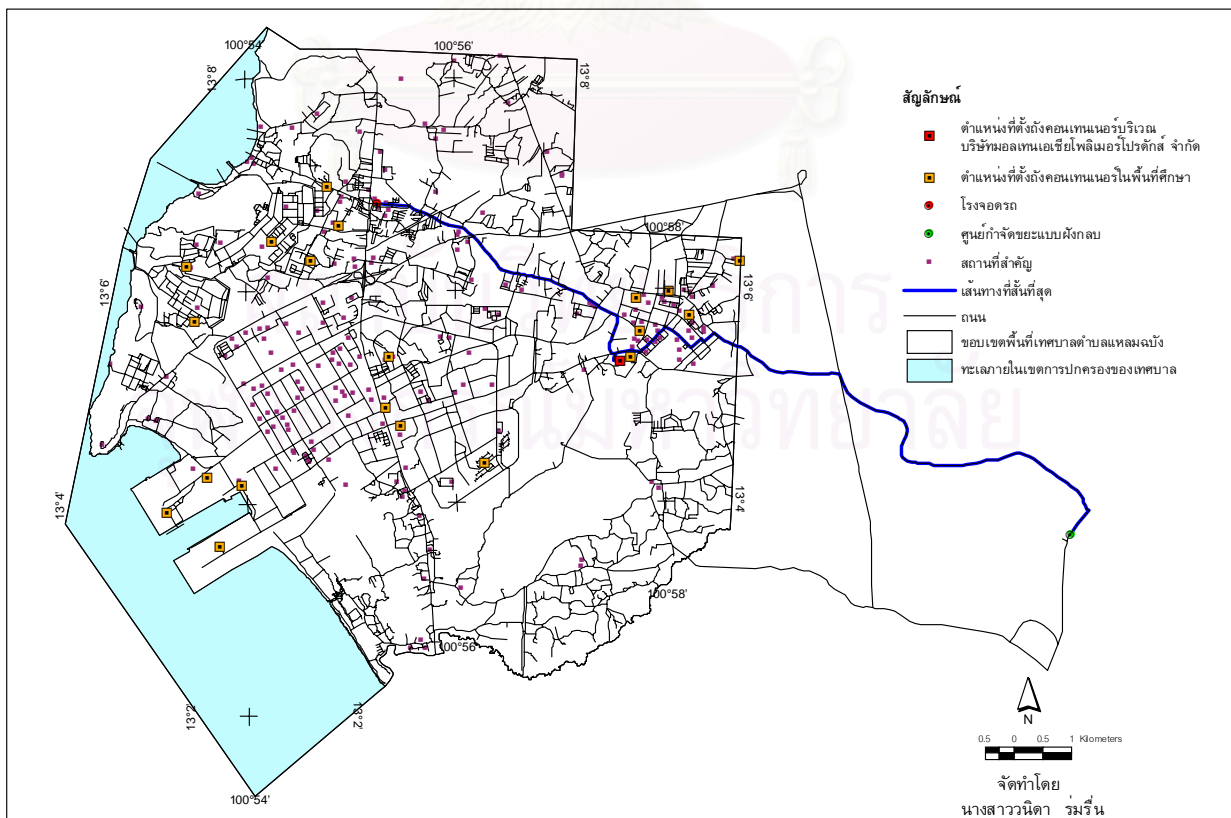 100°54'
100°56'
13°8'
13°8'
สัญลักษณ์
ตำแหน่งที่ตั้งถังคอนเทนเนอร์บริเวณ
บริษัทมอลเทนเอเชียโพลิเมอร์โปรดักส์ จำกัด
ตำแหน่งที่ตั้งถังคอนเทนเนอร์ในพื้นที่ศึกษา
โรงจอดรถ
ศูนย์กำจัดขยะแบบฝังกลบ
สถานที่สำคัญ
เส้นทางที่สั้นที่สุด
ถนน
ขอบเขตพื้นที่เทศบาลตำบลแหลมฉบัง
ทะเลภายในเขตการปกครองของเทศบาล
100°58'
13°6'
13°6'
13°4'
13°4'
100°58'
100°56'
13°2'
13°2'
100°54'
N
0.5 0 0.5 1 Kilometers
จัดทำโดย
นางสาววนิดา ร่มรื่น